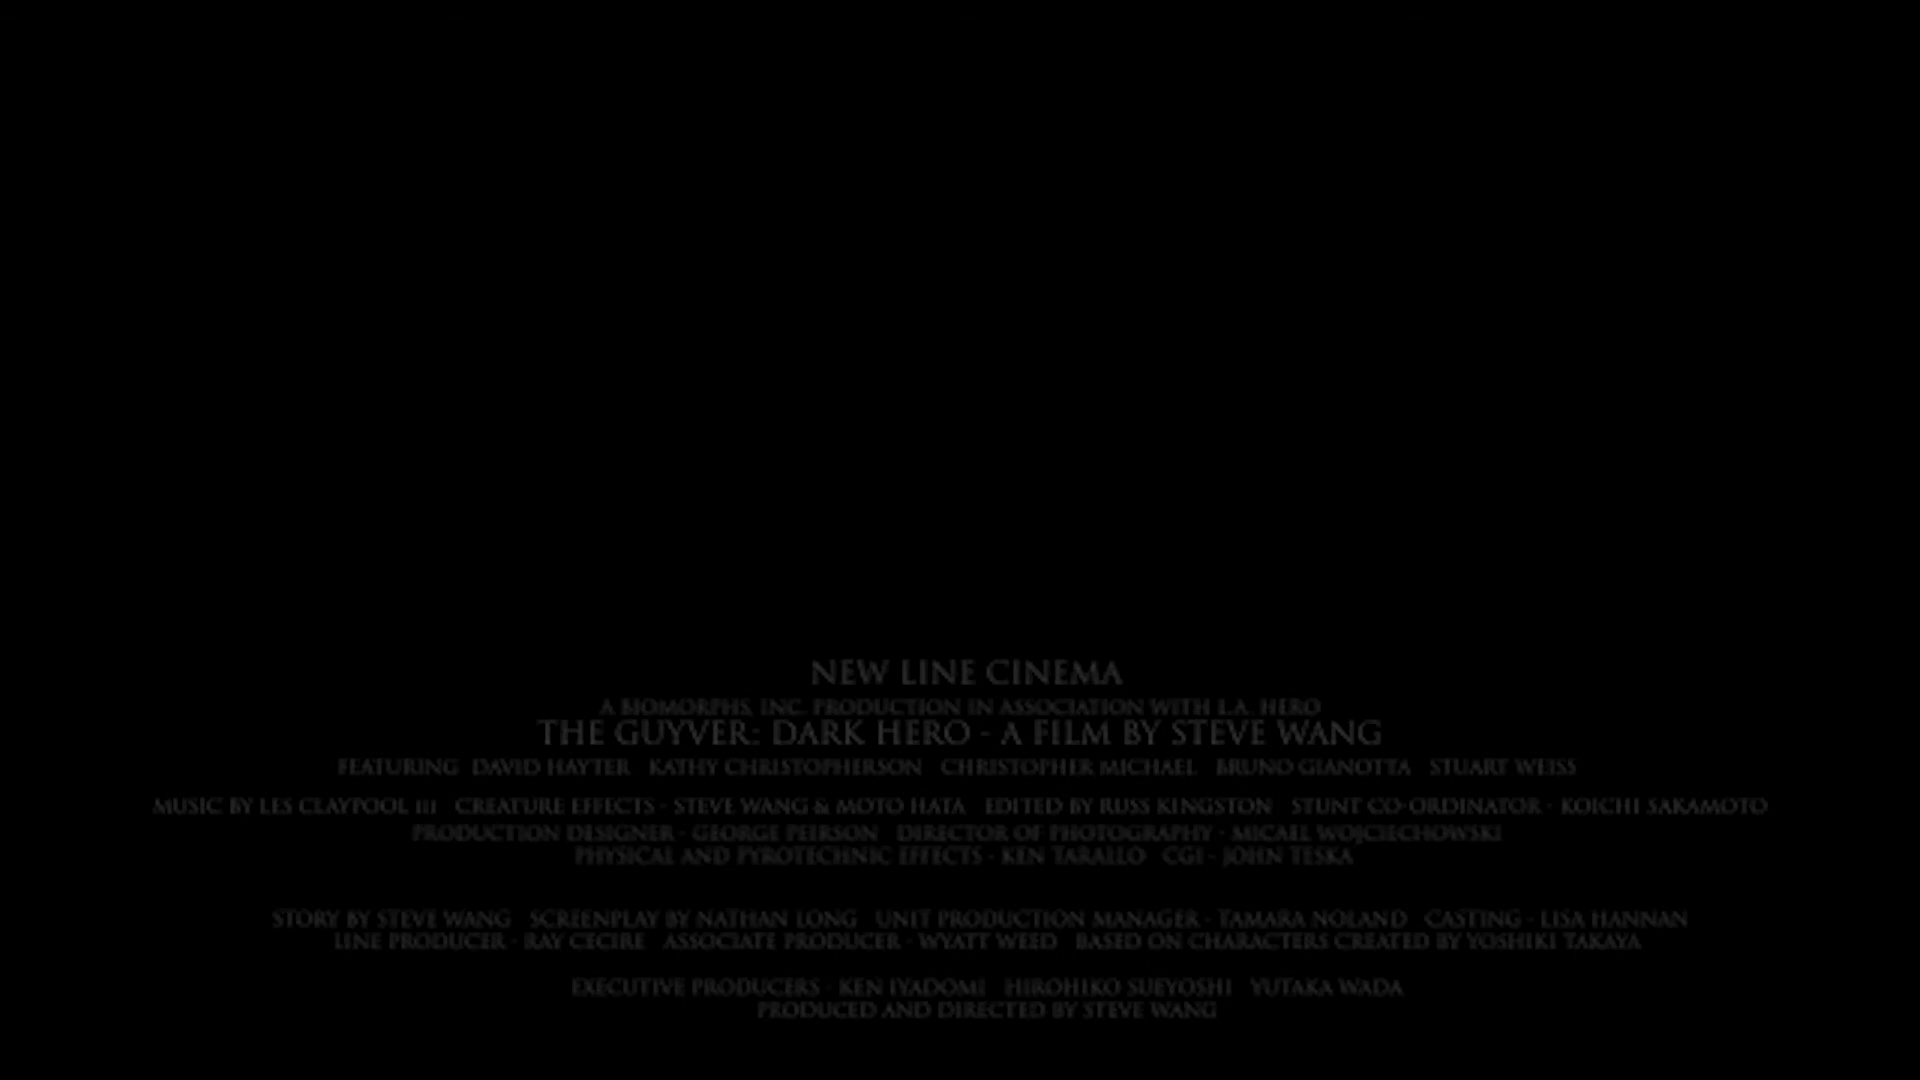 NEW LINE CINEMA
A BIOMORPHS, INC. PRODUCTION IN ASSOCIATION WITH L.A. HERO
THE GUYVER: DARK HERO - A FILM BY STEVE WANG
FEATURING DAVID HAYTER KATHY CHRISTOPHERSON CHRISTOPHER MICHAEL BRUNO GIANOTTA STUART WEISS
MUSIC BY LES CLAYPOOL III CREATURE EFFECTS - STEVE WANG & MOTO HATA EDITED BY RUSS KINGSTON STUNT CO-ORDINATOR - KOICHI SAKAMOTO
PRODUCTION DESIGNER - GEORGE PEIRSON DIRECTOR OF PHOTOGRAPHY - MICAEL WOJCIECHOWSKI
PHYSICAL AND PYROTECHNIC EFFECTS - KEN TARALLO CGI - JOHN TESKA
STORY BY STEVE WANG SCREENPLAY BY NATHAN LONG UNIT PRODUCTION MANAGER - TAMARA NOLAND CASTING - LISA HANNAN
LINE PRODUCER - RAY CECIRE ASSOCIATE PRODUCER - WYATT WEED BASED ON CHARACTERS CREATED BY YOSHIKI TAKAYA
EXECUTIVE PRODUCERS - KEN IYADOMI HIROHIKO SUEYOSHI YUTAKA WADA
PRODUCED AND DIRECTED BY STEVE WANG